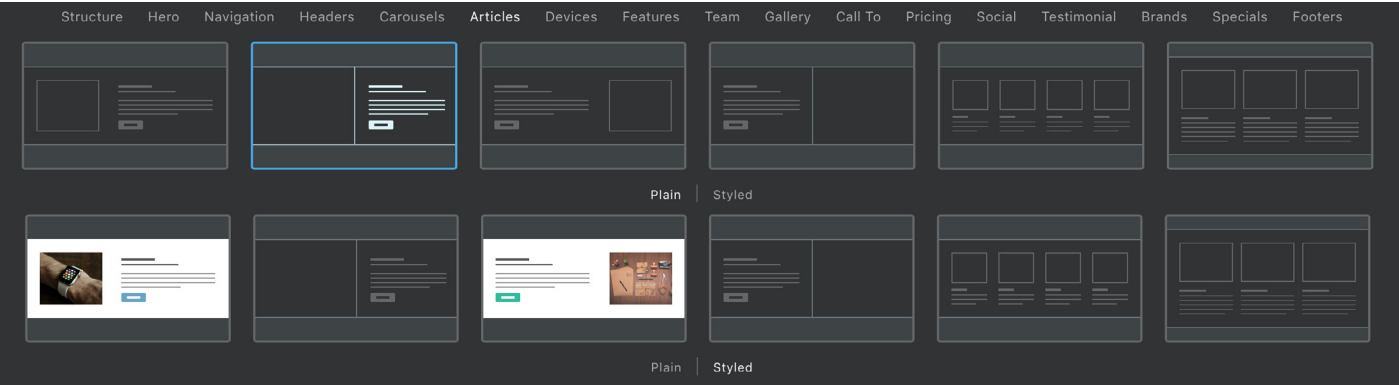 Structure Hero Navigation Headers Carousels Articles Devices Features Team Gallery Call To Pricing Social Testimonial Brands Specials Footers
Plain Styled
Plain Styled